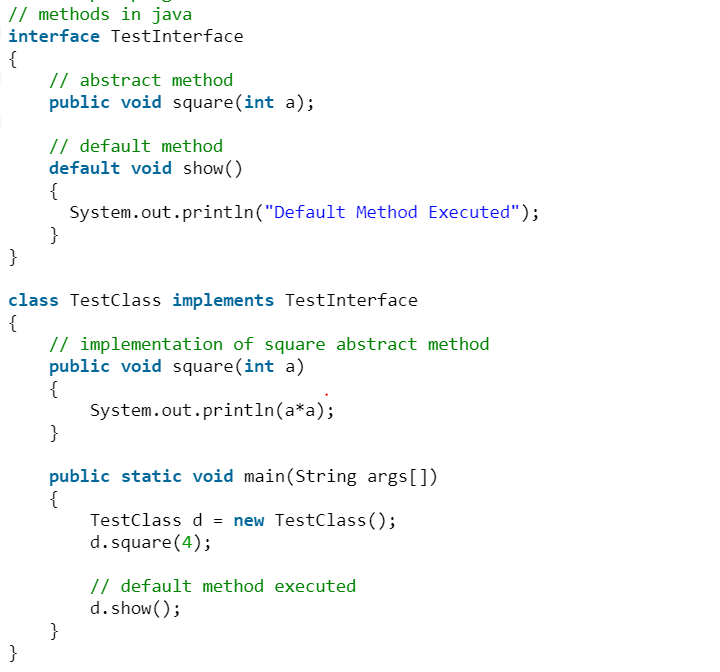 // methods in java
interface TestInterface
{
    // abstract method
    public void square(int a);

    // default method
    default void show()
    {
      System.out.println("Default Method Executed");
    }
}

class TestClass implements TestInterface
{
    // implementation of square abstract method
    public void square(int a)
    {
        System.out.println(a*a);
    }

    public static void main(String args[])
    {
        TestClass d = new TestClass();
        d.square(4);

        // default method executed
        d.show();
    }
}